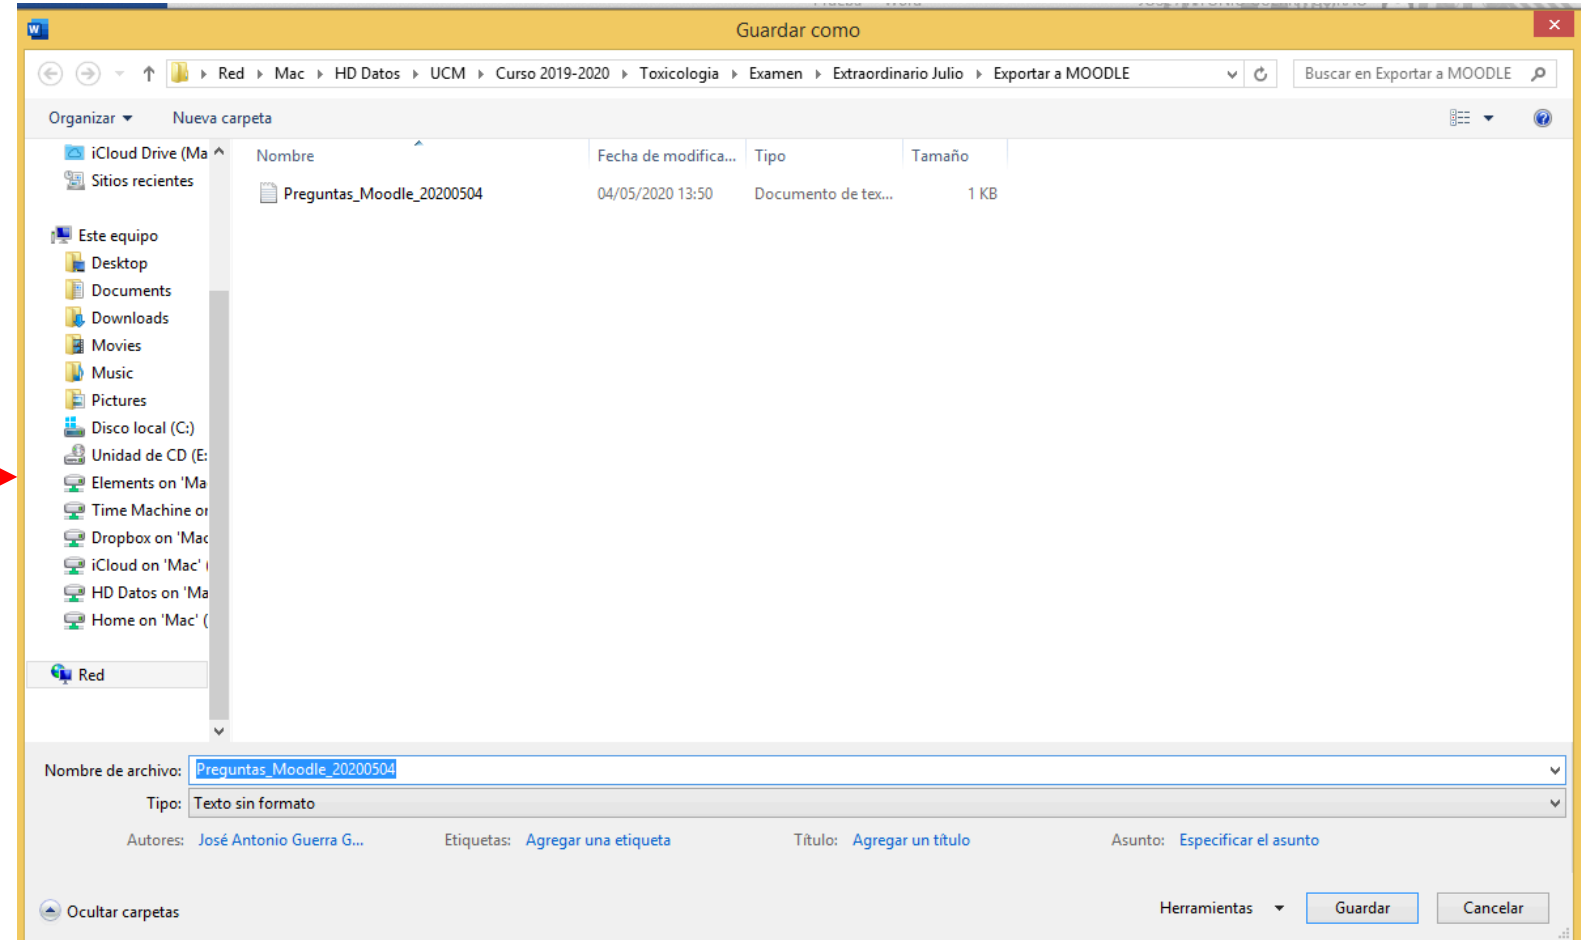 Guardar como
Red Mac HD Datos UCM Curso 2019-2020 Toxicologia Examen Extraordinario Julio Exportar a MOODLE
Buscar en Exportar a MOODLE
Organizar Nueva carpeta
iCloud Drive (Ma
Sitios recientes
Este equipo
Desktop
Documents
Downloads
Movies
Music
Pictures
Disco local (C:)
Unidad de CD (E:
Elements on 'Ma
Time Machine or
Dropbox on 'Mac
iCloud on 'Mac' (
HD Datos on 'Ma
Home on 'Mac' (
Red
Nombre Fecha de modifica... Tipo Tamaño
Preguntas_Moodle_20200504 04/05/2020 13:50 Documento de tex... 1 KB
Nombre de archivo: Preguntas_Moodle_20200504
Tipo: Texto sin formato
Autores: José Antonio Guerra G... Etiquetas: Agregar una etiqueta Título: Agregar un título Asunto: Especificar el asunto
Ocultar carpetas
Herramientas Guardar Cancelar